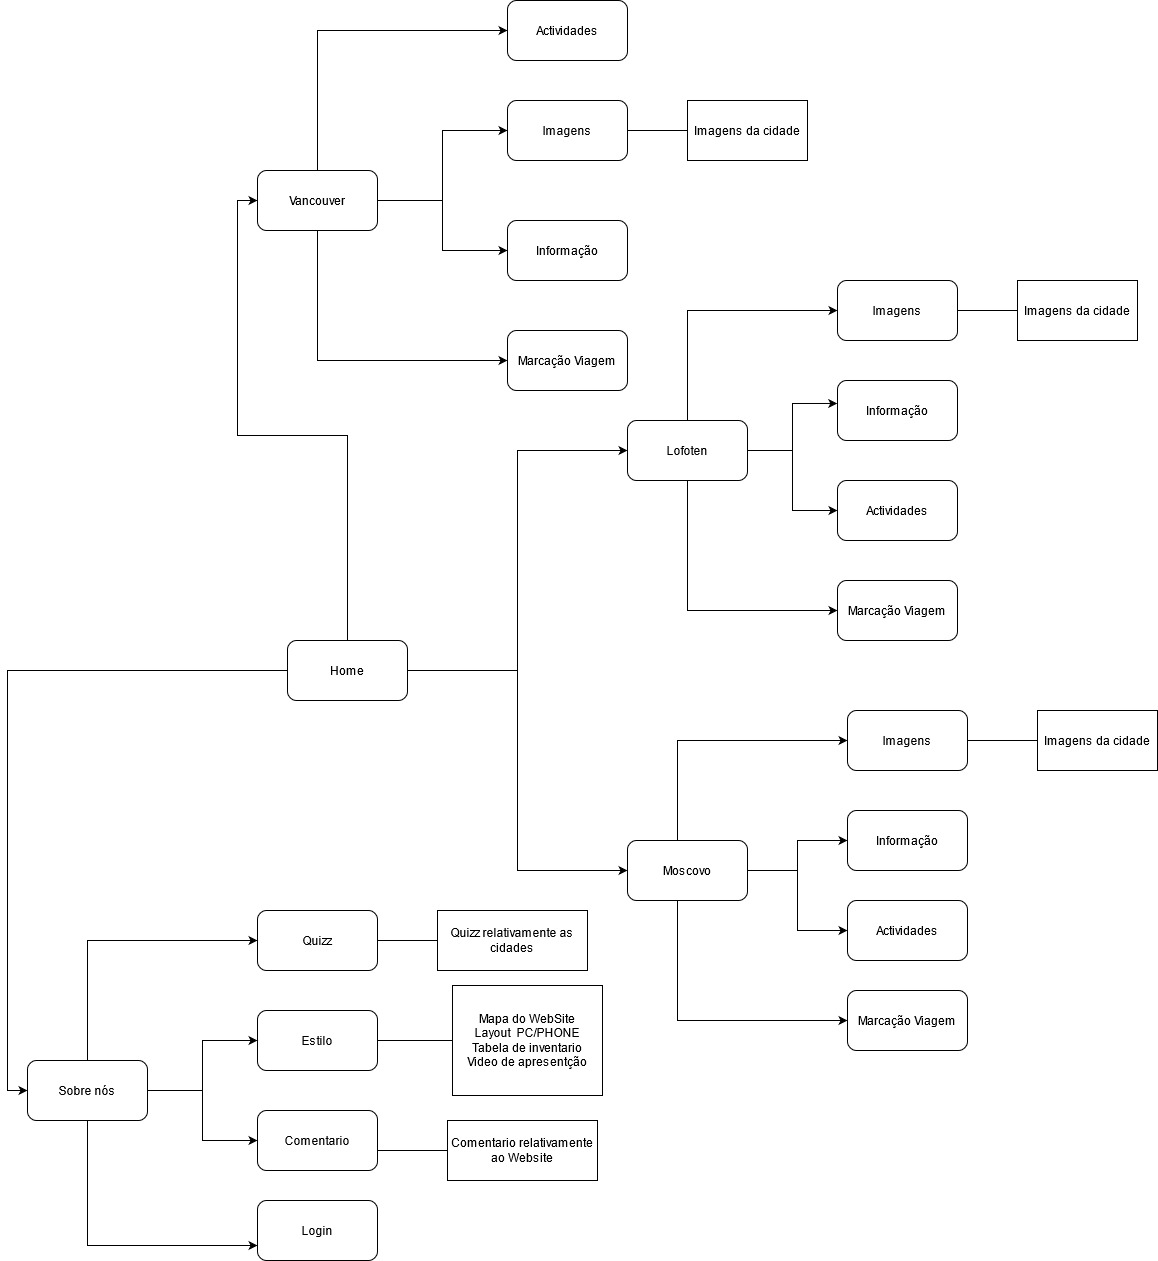 Actividades
Imagens
Imagens da cidade
Vancouver
Informação
Imagens
Imagens da cidade
Marcação Viagem
Informação
Lofoten
Actividades
Marcação Viagem
Home
Imagens
Imagens da cidade
Informação
Moscovo
Actividades
Quizz
Quizz relativamente as
cidades
Marcação Viagem
Mapa do WebSite
Layout PC/PHONE
Tabela de inventario
Video de apresentção
Estilo
Sobre nós
Comentario
Comentario relativamente
ao Website
Login